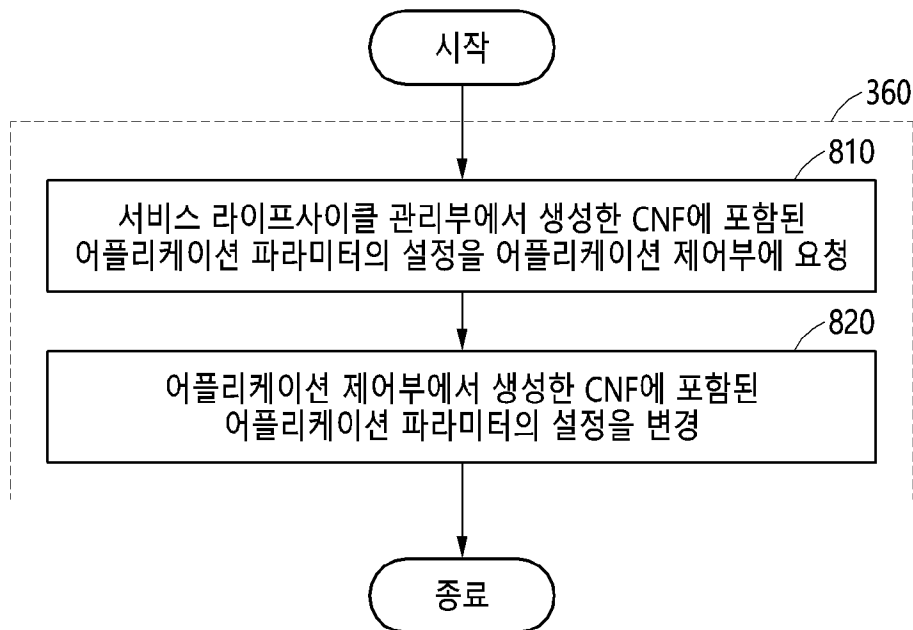 시작
360
810
서비스 라이프사이클 관리부에서 생성한 CNF에 포함된
어플리케이션 파라미터의 설정을 어플리케이션 제어부에 요청
820
어플리케이션 제어부에서 생성한 CNF에 포함된
어플리케이션 파라미터의 설정을 변경
종료